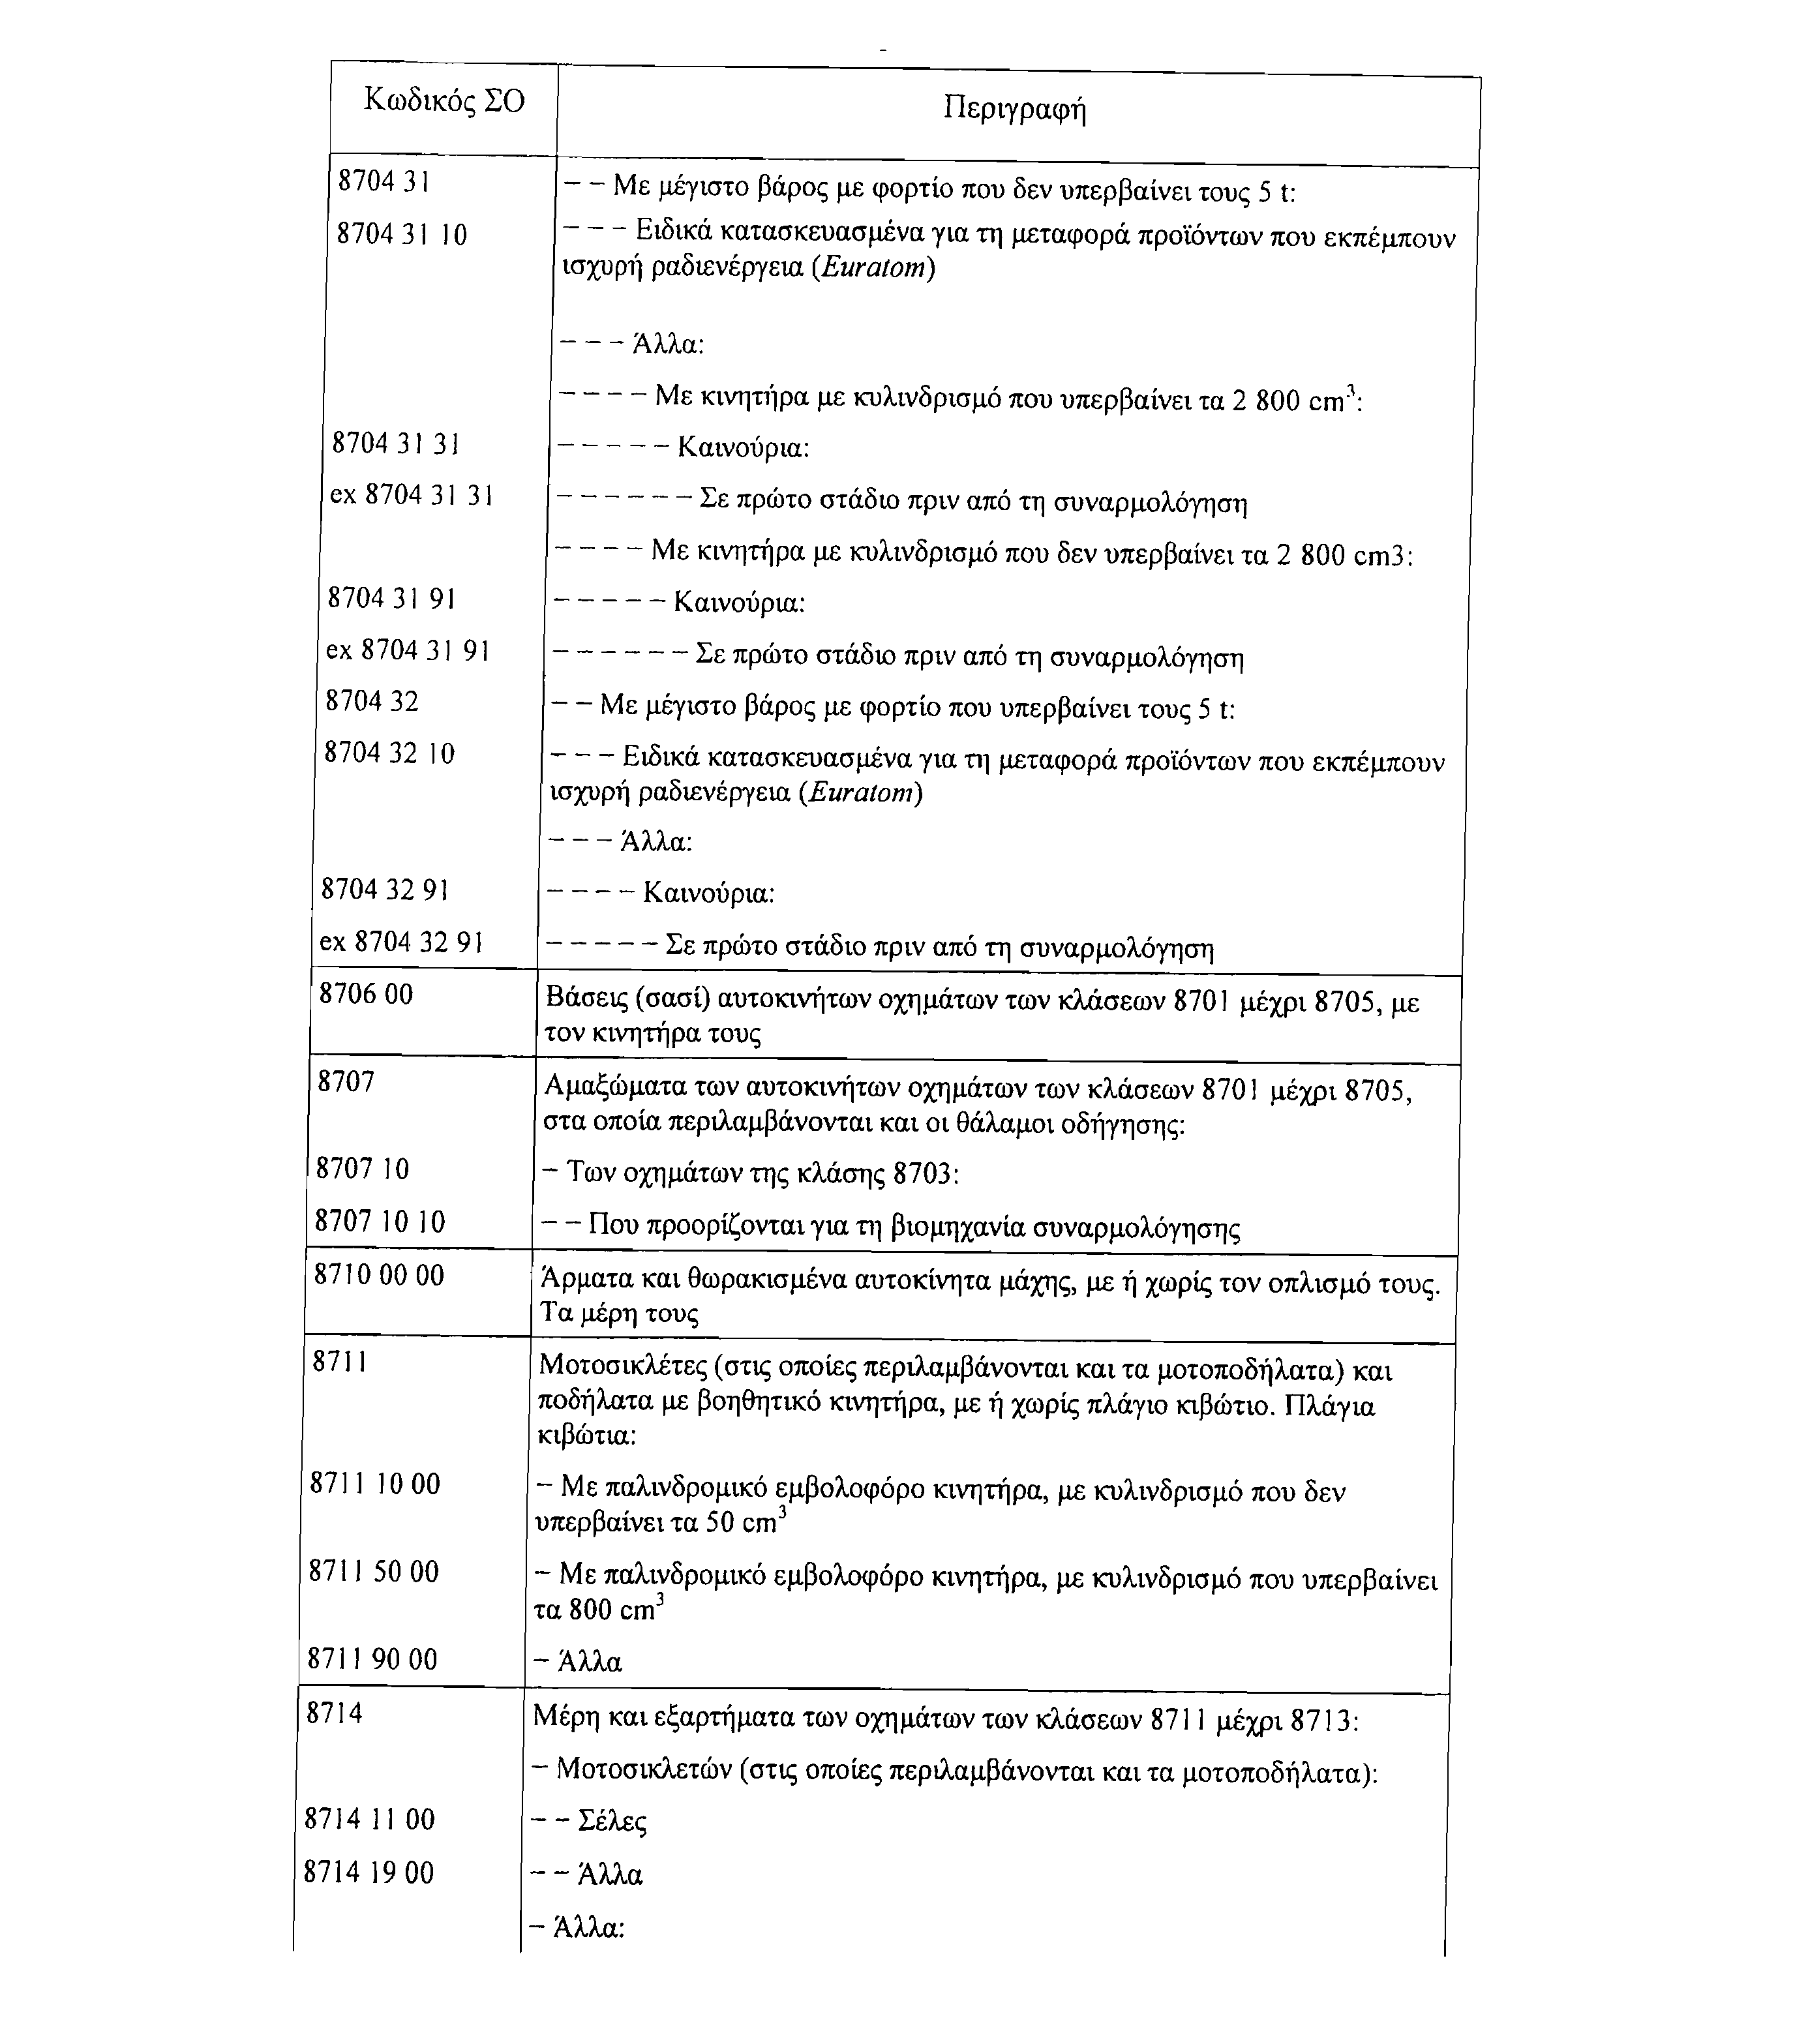 Κωδικός ΣΟ Περιγραφή
8704 31 – – Με μέγιστο βάρος με φορτίο που δεν υπερβαίνει τους 5 t:
8704 31 10 – – – Ειδικά κατασκευασμένα για τη μεταφορά προϊόντων που εκπέμπουν
ισχυρή ραδιενέργεια (Euratom)
– – – Άλλα:
– – – – Με κινητήρα με κυλινδρισμό που υπερβαίνει τα 2 800 cm³:
8704 31 31 – – – – – Καινούρια:
ex 8704 31 31 – – – – – – Σε πρώτο στάδιο πριν από τη συναρμολόγηση
– – – – Με κινητήρα με κυλινδρισμό που δεν υπερβαίνει τα 2 800 cm3:
8704 31 91 – – – – – Καινούρια:
ex 8704 31 91 – – – – – – Σε πρώτο στάδιο πριν από τη συναρμολόγηση
8704 32 – – Με μέγιστο βάρος με φορτίο που υπερβαίνει τους 5 t:
8704 32 10 – – – Ειδικά κατασκευασμένα για τη μεταφορά προϊόντων που εκπέμπουν
ισχυρή ραδιενέργεια (Euratom)
– – – Άλλα:
8704 32 91 – – – – Καινούρια:
ex 8704 32 91 – – – – – Σε πρώτο στάδιο πριν από τη συναρμολόγηση
8706 00 Βάσεις (σασί) αυτοκινήτων οχημάτων των κλάσεων 8701 μέχρι 8705, με
τον κινητήρα τους
8707 Αμαξώματα των αυτοκινήτων οχημάτων των κλάσεων 8701 μέχρι 8705,
στα οποία περιλαμβάνονται και οι θάλαμοι οδήγησης:
8707 10 – Των οχημάτων της κλάσης 8703:
8707 10 10 – – Που προορίζονται για τη βιομηχανία συναρμολόγησης
8710 00 00 Άρματα και θωρακισμένα αυτοκίνητα μάχης, με ή χωρίς τον οπλισμό τους.
Τα μέρη τους
8711 Μοτοσικλέτες (στις οποίες περιλαμβάνονται και τα μοτοποδήλατα) και
ποδήλατα με βοηθητικό κινητήρα, με ή χωρίς πλάγιο κιβώτιο. Πλάγια
κιβώτια:
8711 10 00 – Με παλινδρομικό εμβολοφόρο κινητήρα, με κυλινδρισμό που δεν
υπερβαίνει τα 50 cm³
8711 50 00 – Με παλινδρομικό εμβολοφόρο κινητήρα, με κυλινδρισμό που υπερβαίνει
τα 800 cm³
8711 90 00 – Άλλα
8714 Μέρη και εξαρτήματα των οχημάτων των κλάσεων 8711 μέχρι 8713:
– Μοτοσικλετών (στις οποίες περιλαμβάνονται και τα μοτοποδήλατα):
8714 11 00 – – Σέλες
8714 19 00 – – Άλλα
– Άλλα: